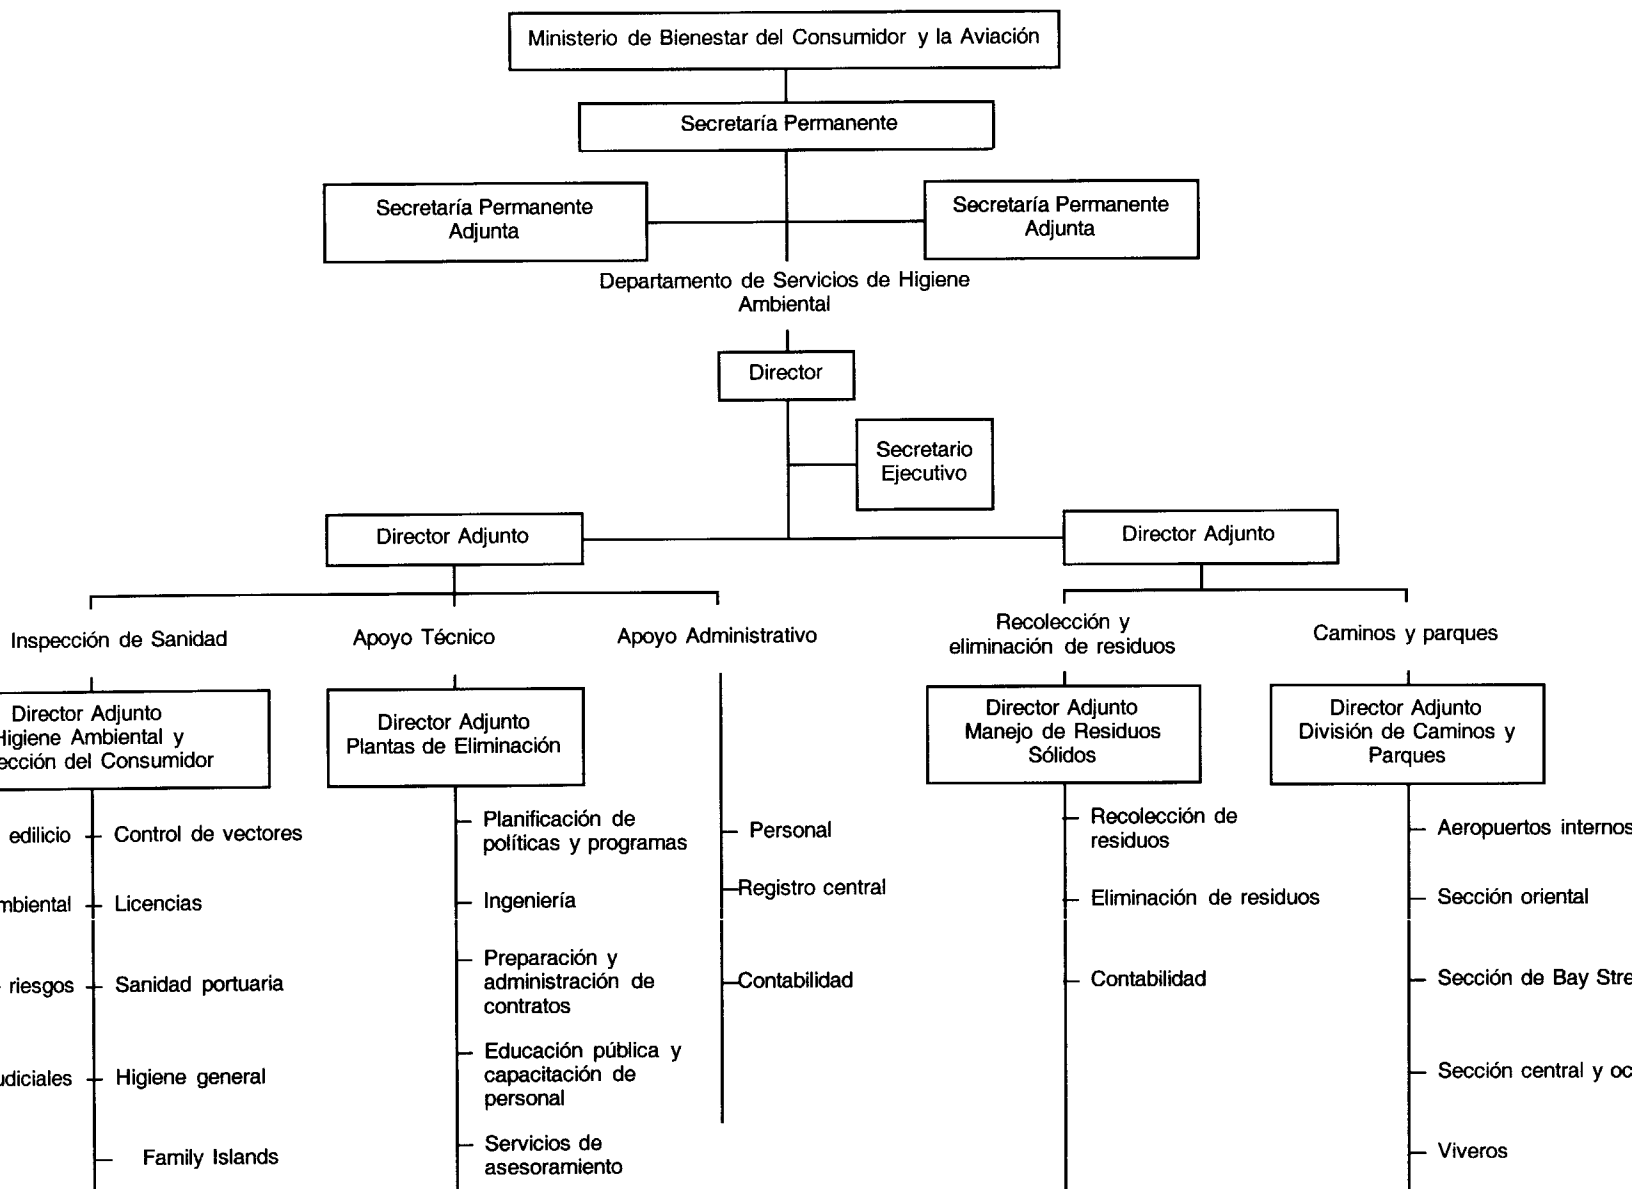 Ministerio de Bienestar del Consumidor y la Aviación
Secretaría Permanente
Secretaría Permanente
Adjunta
Secretaría Permanente
Adjunta
Departamento de Servicios de Higiene
Ambiental
Director
Secretario
Ejecutivo
Director Adjunto
Director Adjunto
Inspección de Sanidad
Apoyo Técnico
Apoyo Administrativo
Recolección y
eliminación de residuos
Caminos y parques
Director Adjunto
Higiene Ambiental y
del Consumidor
Director Adjunto
Plantas de Eliminación
Director Adjunto
Manejo de Residuos
Sólidos
Director Adjunto
División de Caminos y
Parques
edilicio
riesgos
Control de vectores
Licencias
Sanidad portuaria
Higiene general
Family Islands
Planificación de
políticas y programas
Ingeniería
Preparación y
administración de
contratos
Educación pública y
capacitación de
personal
Servicios de
asesoramiento
Personal
Registro central
Contabilidad
Recolección de
residuos
Eliminación de residuos
Contabilidad
Aeropuertos internos
Sección oriental
Sección de Bay
Sección central y
Viveros